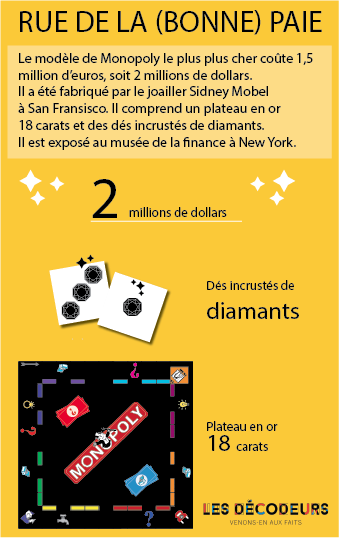 RUE DE LA (BONNE) PAIE
Le modèle de Monopoly le plus plus cher coûte 1,5
million d'euros, soit 2 millions de dollars.
Il a été fabriqué par le joailler Sidney Mobel
à San Fransisco. Il comprend un plateau en or
18 carats et des dés incrustés de diamants.
Il est exposé au musée de la finance à New York.
2 millions de dollars
Dés incrustés de
diamants
MONOPOLY
Plateau en or
18 carats
LES DÉCODEURS
VENONS-EN AUX FAITS